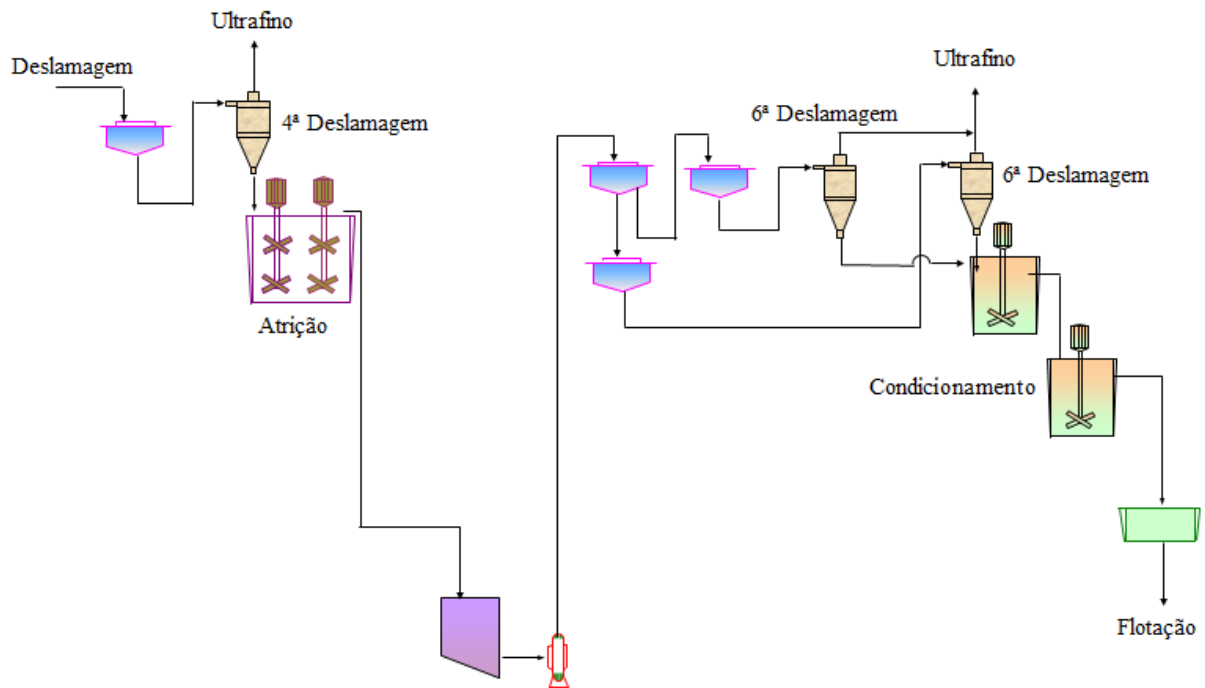 Ultrafino
Deslamagem
4ª Deslamagem
Atrição
Ultrafino
6ª Deslamagem
6ª Deslamagem
Condicionamento
Flotação